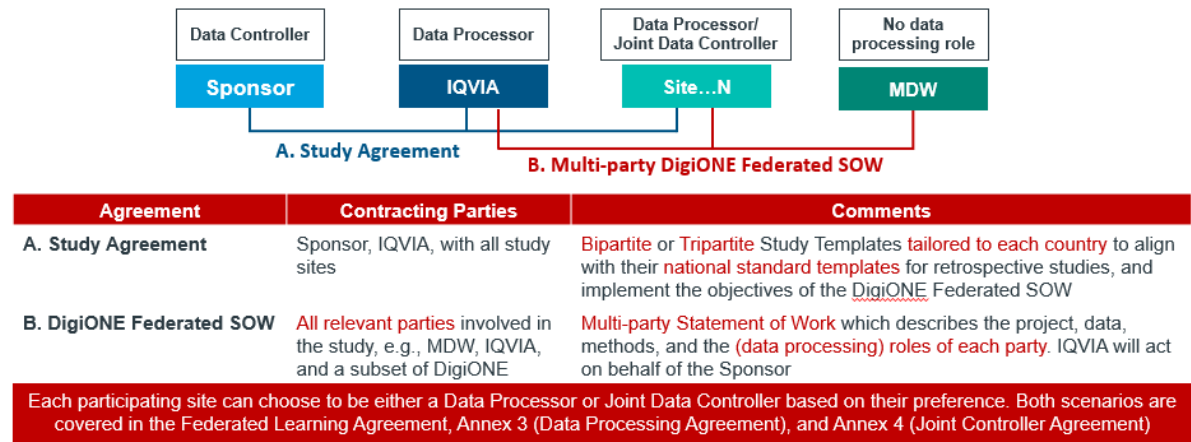 Data Controller
Data Processor
Data Processor/
Joint Data Controller
No data
processing role
Sponsor
IQVIA
Site...N
MDW
A. Study Agreement
B. Multi-party DigiONE Federated SOW
Agreement
Contracting Parties
Comments
A. Study Agreement
Sponsor, IQVIA, with all study
sites
Bipartite or Tripartite Study Templates tailored to each country to align
with their national standard templates for retrospective studies, and
implement the objectives of the DigiONE Federated SOW
B. DigiONE Federated SOW
All relevant parties involved in
the study, e.g., MDW, IQVIA,
and a subset of DigiONE
Multi-party Statement of Work which describes the project, data,
methods, and the (data processing) roles of each party. IQVIA will act
on behalf of the Sponsor
Each participating site can choose to be either a Data Processor or Joint Data Controller based on their preference. Both scenarios are
covered in the Federated Learning Agreement, Annex 3 (Data Processing Agreement), and Annex 4 (Joint Controller Agreement)